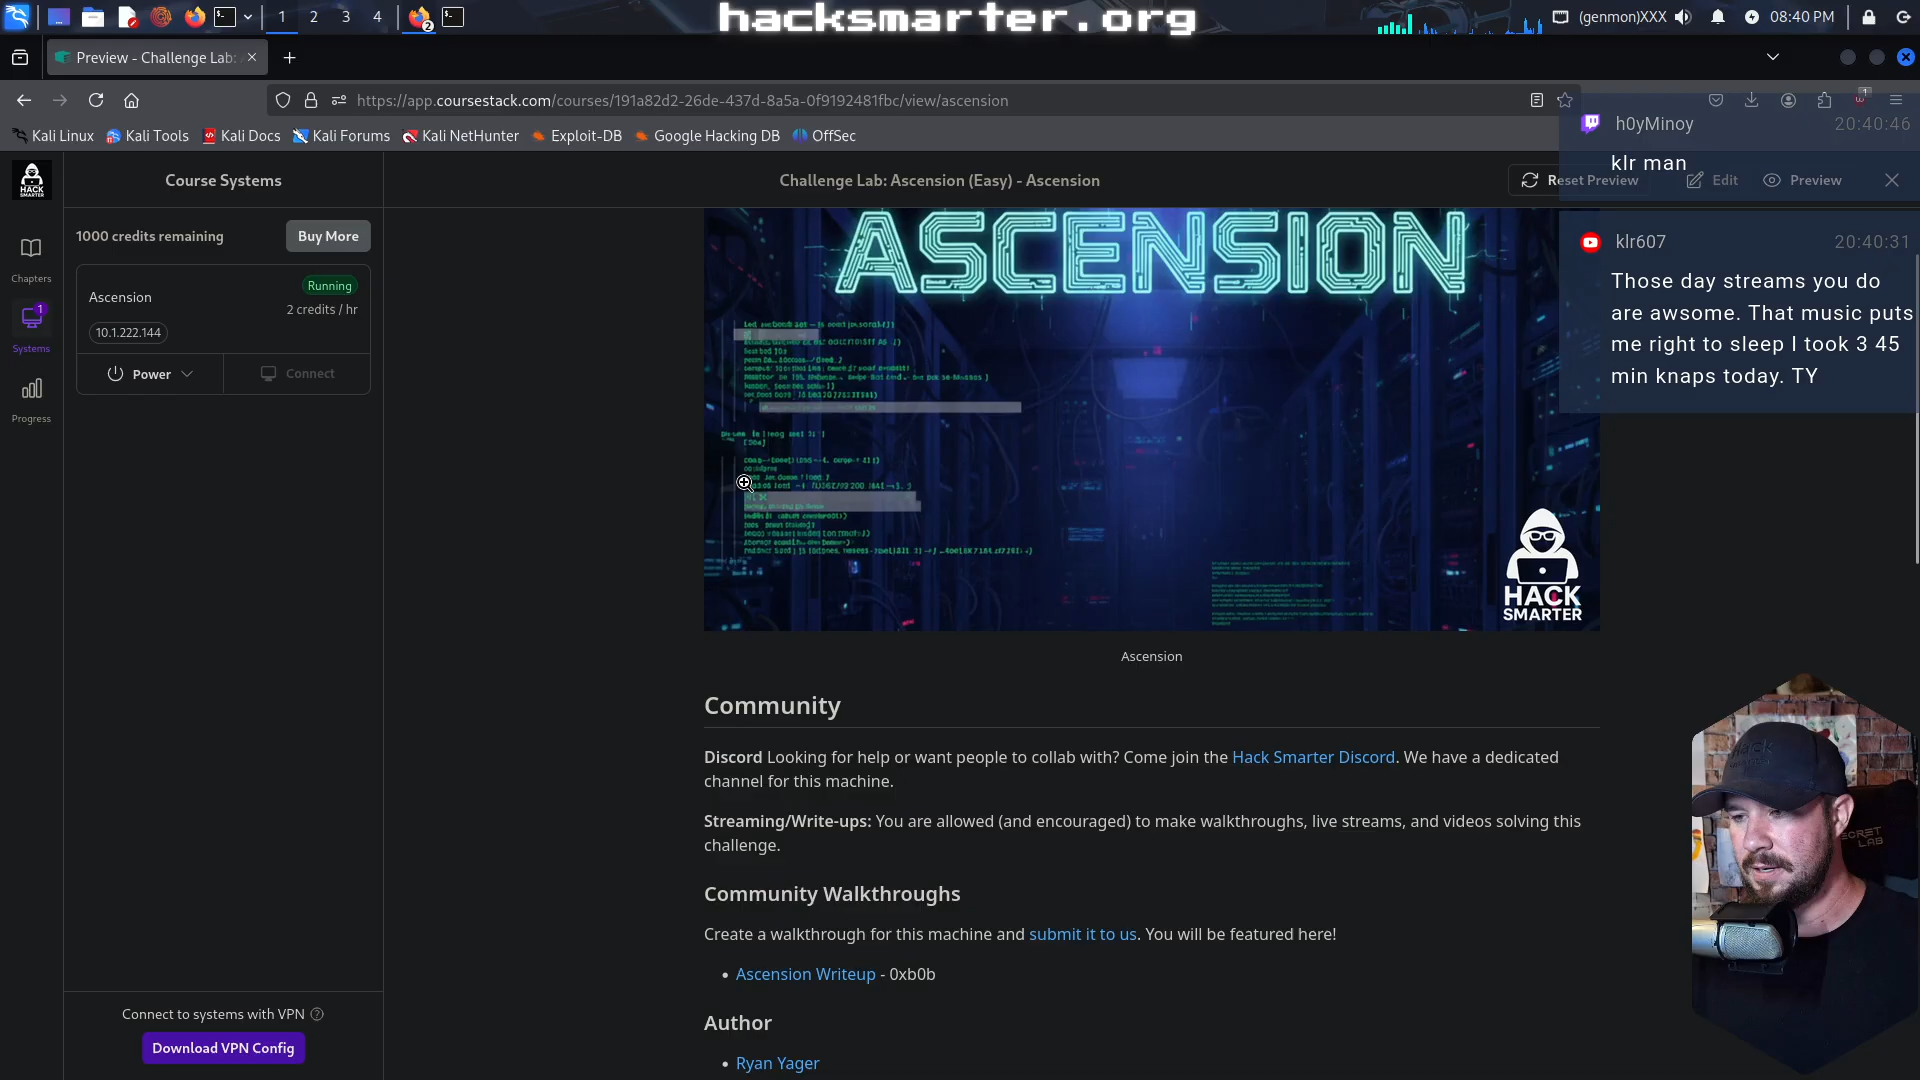 hacksmarter.org
1 2 3 4
2
(genmon)XXX
08:40 PM
Preview - Challenge Lab:
https://app.coursestack.com/courses/191a82d2-26de-437d-8a5a-0f9192481fbc/view/ascension
1
Kali Linux Kali Tools Kali Docs Kali Forums Kali NetHunter Exploit-DB Google Hacking DB OffSec
h0yMinoy 20:40:46
klr man
HACK
SMARTER
Course Systems
Challenge Lab: Ascension (Easy) - Ascension
Reset Preview Edit Preview
1000 credits remaining
Buy More
Chapters
1
Systems
Progress
Ascension
Running
2 credits / hr
10.1.222.144
Power
Connect
klr607 20:40:31
Those day streams you do
are awsome. That music puts
me right to sleep I took 3 45
min knaps today. TY
ASCENSION
HACK
SMARTER
Ascension
Community
Discord Looking for help or want people to collab with? Come join the Hack Smarter Discord. We have a dedicated
channel for this machine.
Streaming/Write-ups: You are allowed (and encouraged) to make walkthroughs, live streams, and videos solving this
challenge.
Community Walkthroughs
Create a walkthrough for this machine and submit it to us. You will be featured here!
• Ascension Writeup - 0xb0b
Author
• Ryan Yager
Connect to systems with VPN
Download VPN Config